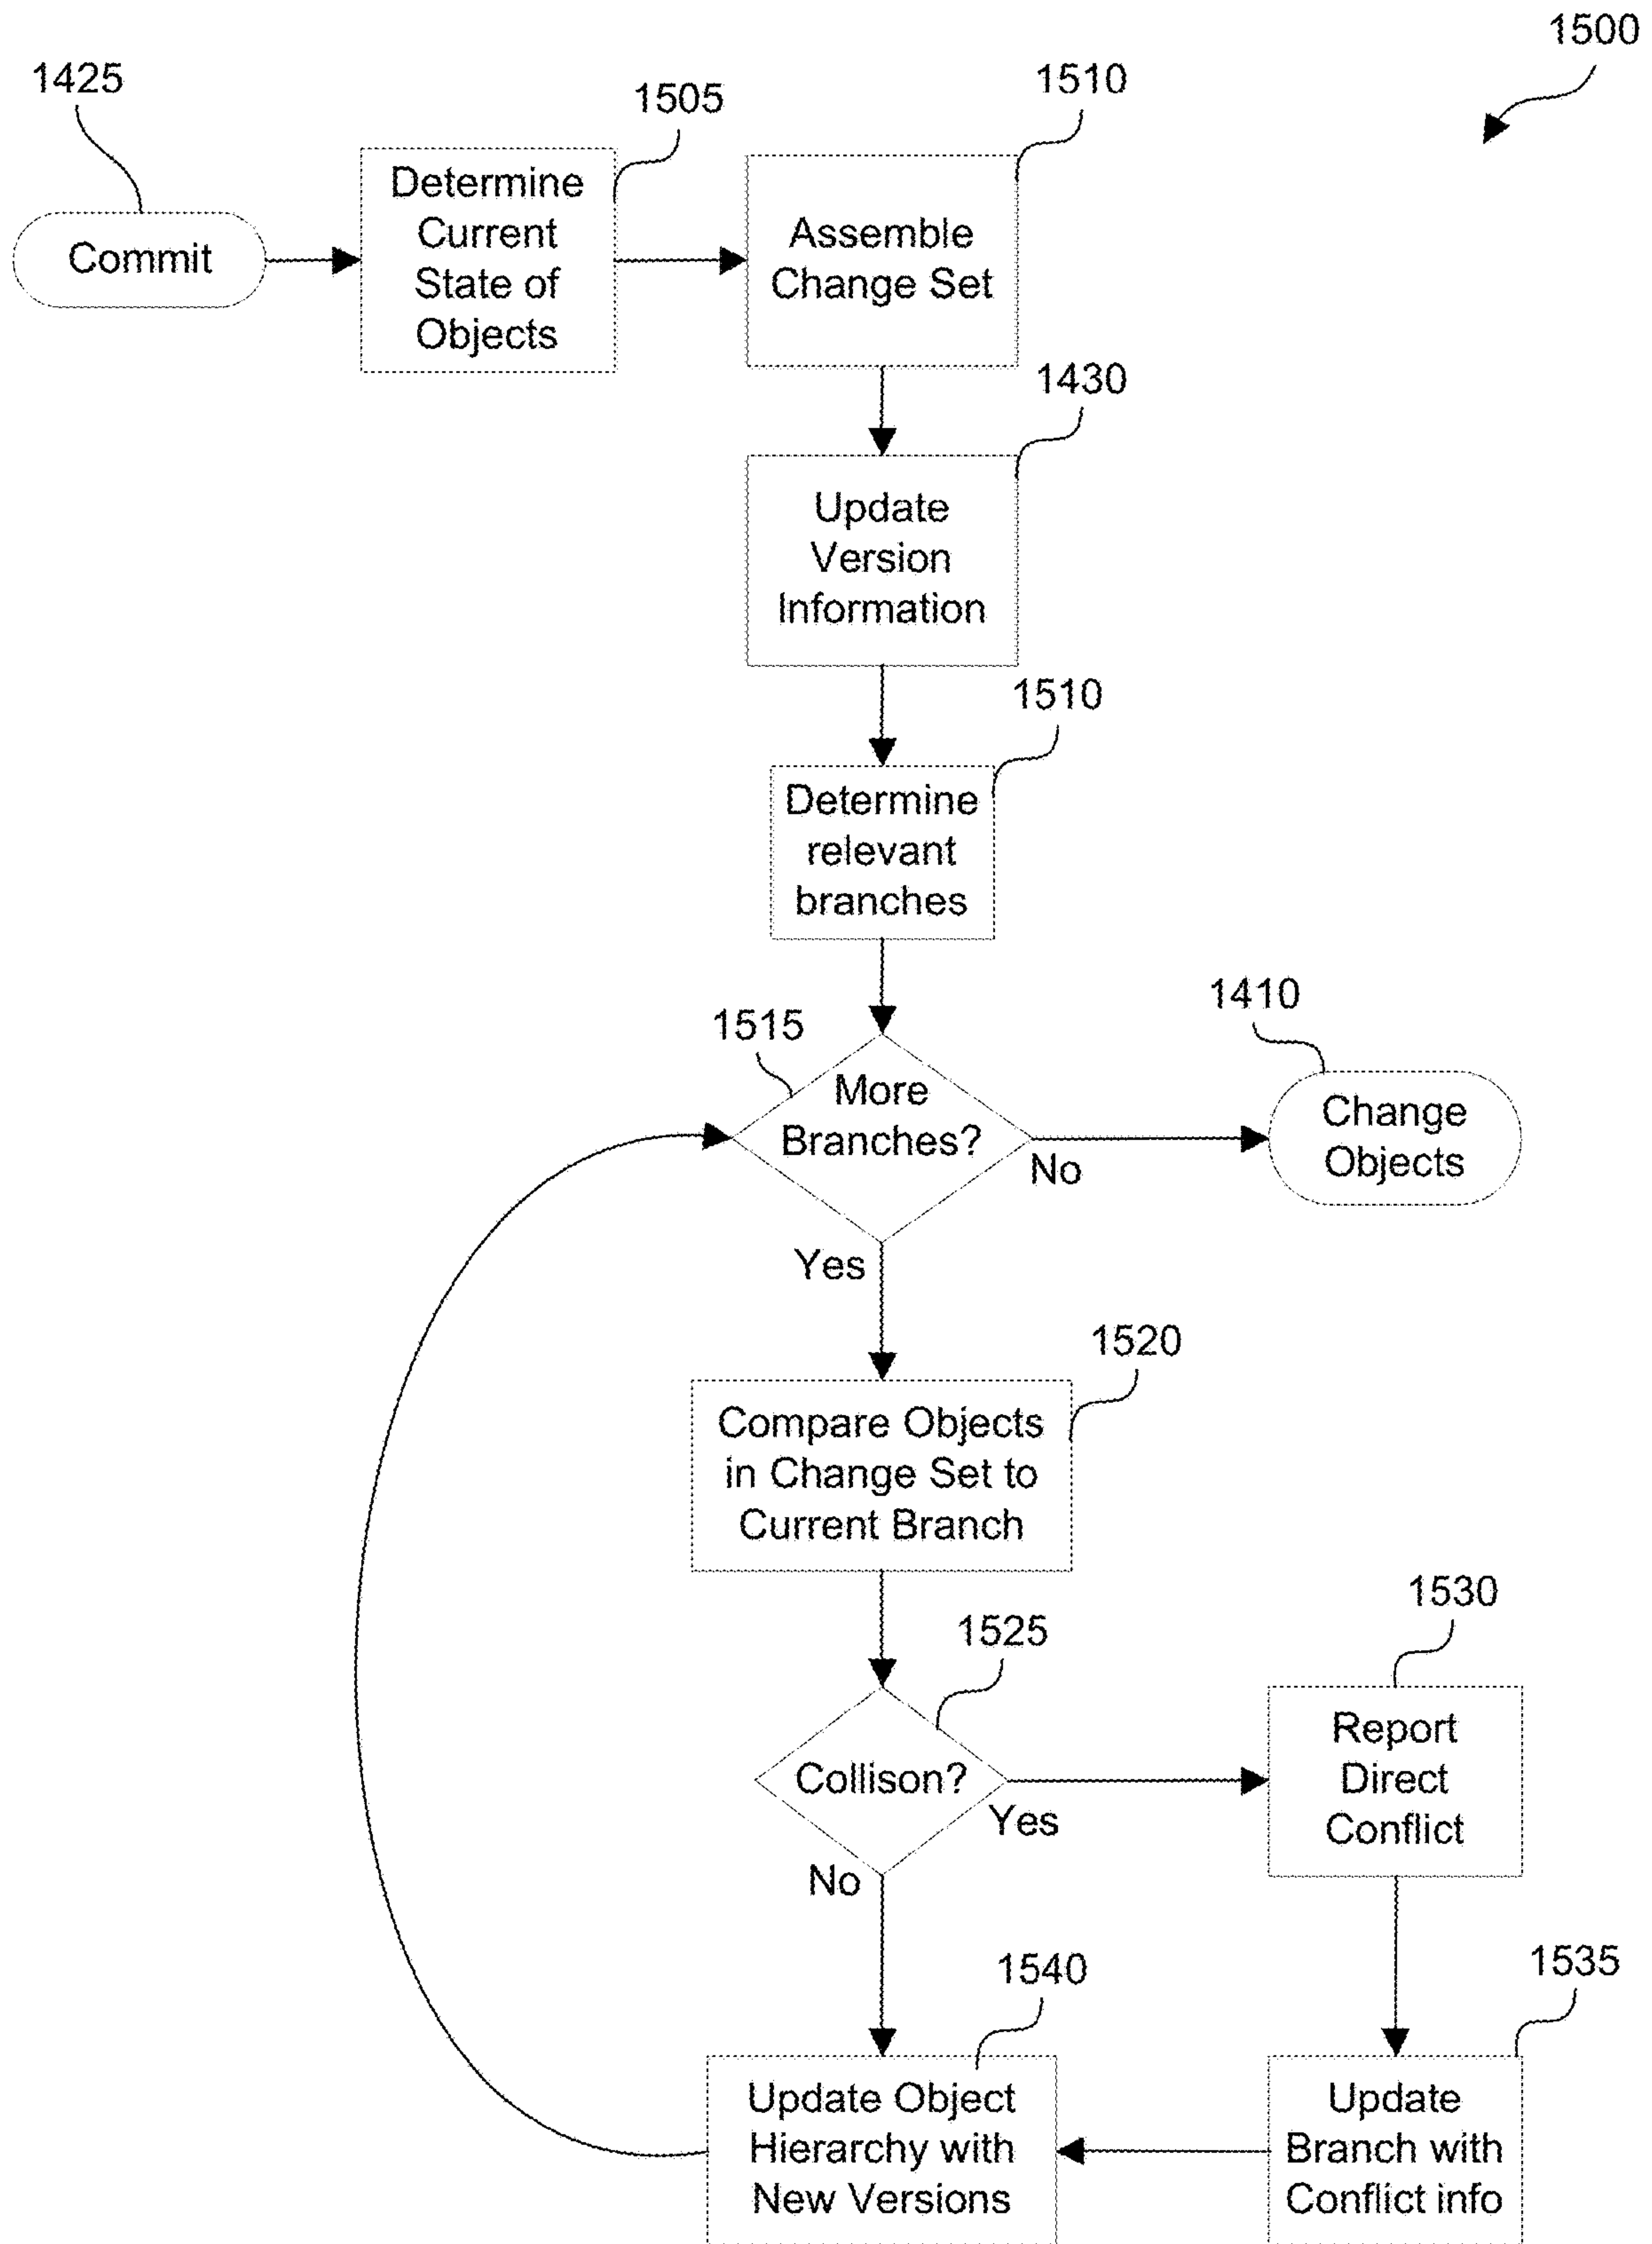 1500
1425
1505
1510
Commit
Determine
Current
State of
Objects
Assemble
Change Set
1430
Update
Version
Information
1510
Determine
relevant
branches
1410
1515
More
Branches?
No
Change
Objects
Yes
1520
Compare Objects
in Change Set to
Current Branch
1525
1530
Collison?
Yes
No
Report
Direct
Conflict
1540
1535
Update Object
Hierarchy with
New Versions
Update
Branch with
Conflict info